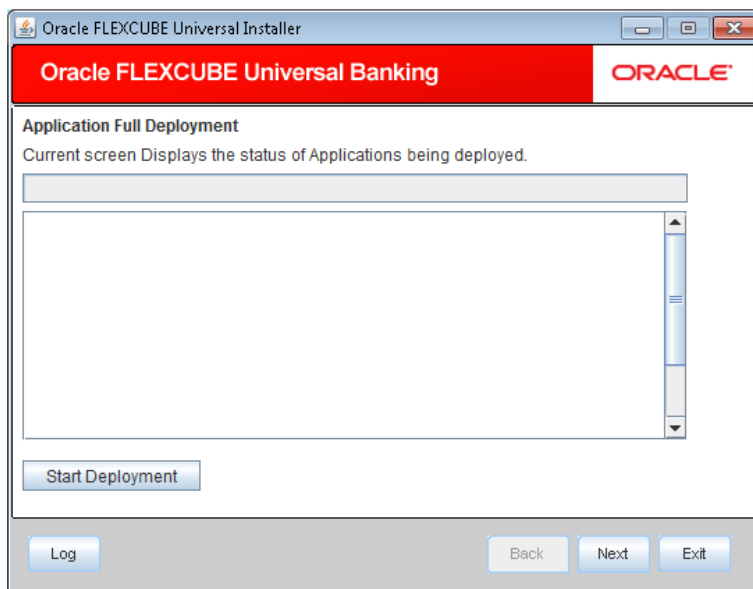 Oracle FLEXCUBE Universal Installer
Oracle FLEXCUBE Universal Banking
ORACLE
Application Full Deployment
Current screen Displays the status of Applications being deployed.
Start Deployment
Log
Back
Next
Exit